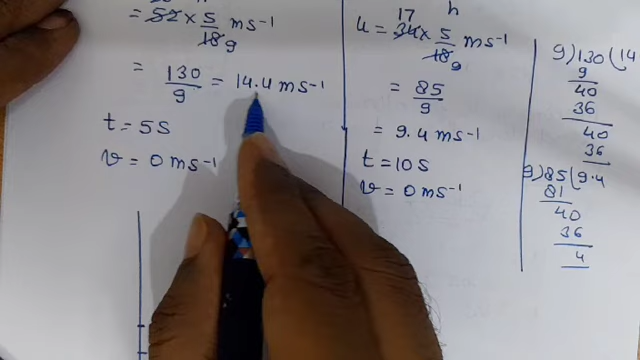 = 52 × 5/18 9 ms⁻¹
= 130/9 = 14.4 ms⁻¹
t = 5s
v = 0 ms⁻¹
17 h
u = 34 × 5/18 9 ms⁻¹
= 85/9
= 9.4 ms⁻¹
t = 10s
v = 0 ms⁻¹
9)130(14
9
40
36
40
36
9)85(9.4
81
40
36
4